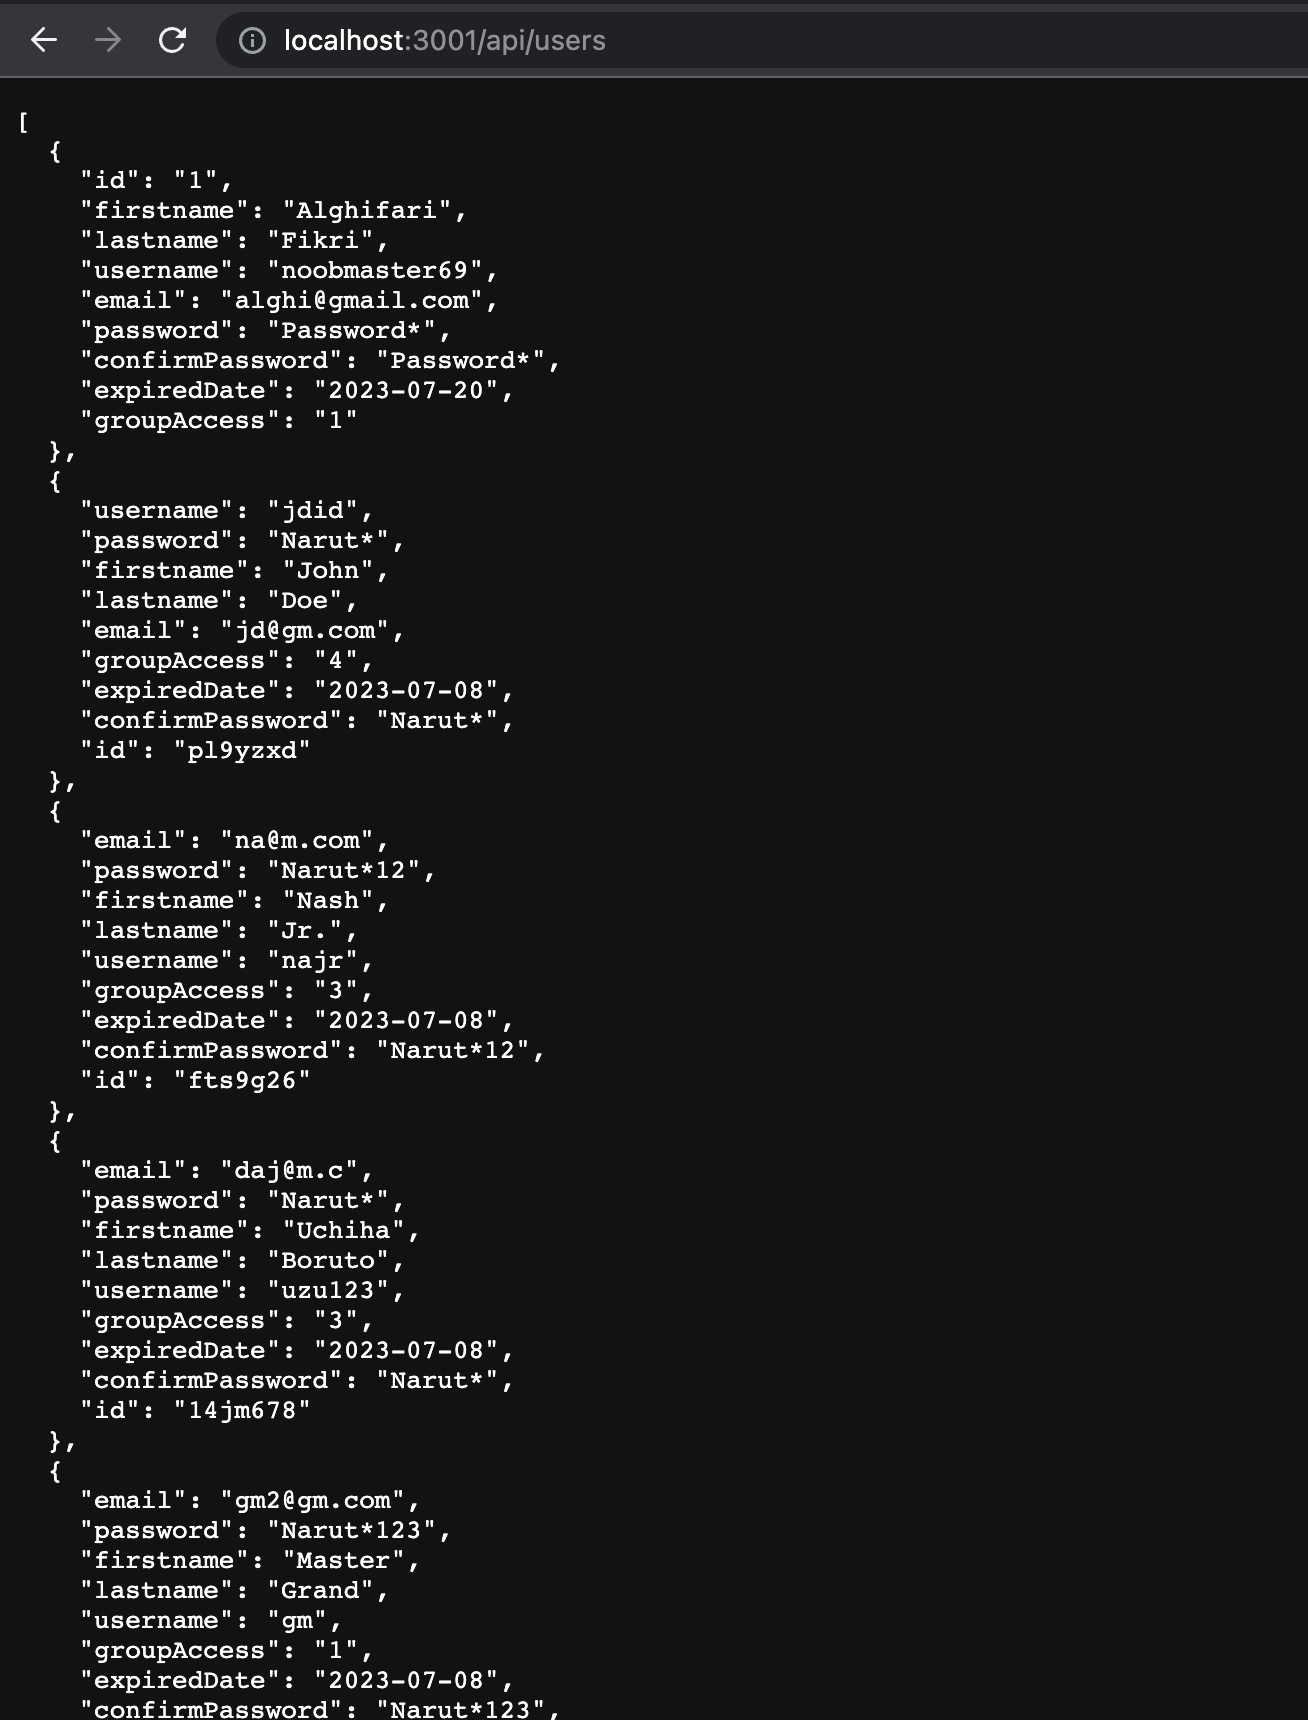 localhost:3001/api/users
[
  {
    "id": "1",
    "firstname": "Alghifari",
    "lastname": "Fikri",
    "username": "noobmaster69",
    "email": "alghi@gmail.com",
    "password": "Password*",
    "confirmPassword": "Password*",
    "expiredDate": "2023-07-20",
    "groupAccess": "1"
  },
  {
    "username": "jdid",
    "password": "Narut*",
    "firstname": "John",
    "lastname": "Doe",
    "email": "jd@gm.com",
    "groupAccess": "4",
    "expiredDate": "2023-07-08",
    "confirmPassword": "Narut*",
    "id": "pl9yzxd"
  },
  {
    "email": "na@m.com",
    "password": "Narut*12",
    "firstname": "Nash",
    "lastname": "Jr.",
    "username": "najr",
    "groupAccess": "3",
    "expiredDate": "2023-07-08",
    "confirmPassword": "Narut*12",
    "id": "fts9g26"
  },
  {
    "email": "daj@m.c",
    "password": "Narut*",
    "firstname": "Uchiha",
    "lastname": "Boruto",
    "username": "uzu123",
    "groupAccess": "3",
    "expiredDate": "2023-07-08",
    "confirmPassword": "Narut*",
    "id": "14jm678"
  },
  {
    "email": "gm2@gm.com",
    "password": "Narut*123",
    "firstname": "Master",
    "lastname": "Grand",
    "username": "gm",
    "groupAccess": "1",
    "expiredDate": "2023-07-08",
    "confirmPassword": "Narut*123",